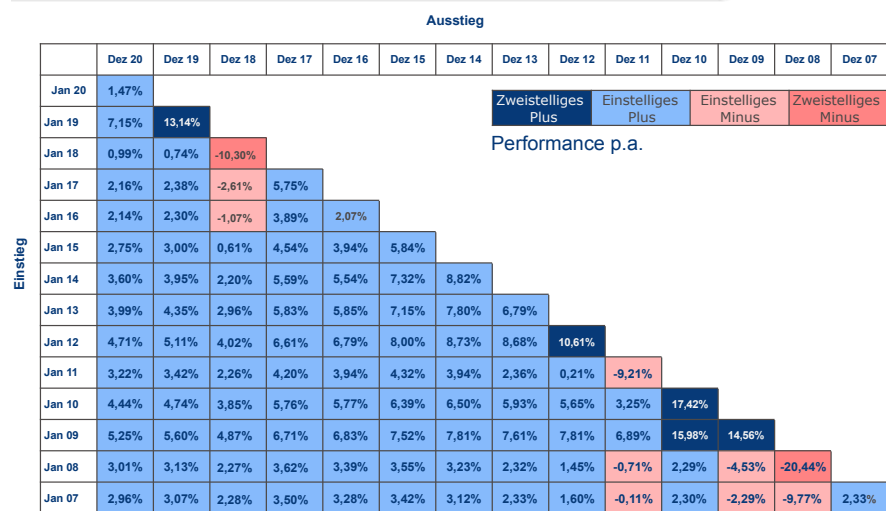 Ausstieg
Dez 20 Dez 19 Dez 18 Dez 17 Dez 16 Dez 15 Dez 14 Dez 13 Dez 12 Dez 11 Dez 10 Dez 09 Dez 08 Dez 07
Jan 20 1,47%
Zweistelliges Plus Einstelliges Plus Einstelliges Minus Zweistelliges Minus
Jan 19 7,15% 13,14%
Performance p.a.
Jan 18 0,99% 0,74% -10,30%
Jan 17 2,16% 2,38% -2,61% 5,75%
Jan 16 2,14% 2,30% -1,07% 3,89% 2,07%
Einstieg
Jan 15 2,75% 3,00% 0,61% 4,54% 3,94% 5,84%
Jan 14 3,60% 3,95% 2,20% 5,59% 5,54% 7,32% 8,82%
Jan 13 3,99% 4,35% 2,96% 5,83% 5,85% 7,15% 7,80% 6,79%
Jan 12 4,71% 5,11% 4,02% 6,61% 6,79% 8,00% 8,73% 8,68% 10,61%
Jan 11 3,22% 3,42% 2,26% 4,20% 3,94% 4,32% 3,94% 2,36% 0,21% -9,21%
Jan 10 4,44% 4,74% 3,85% 5,76% 5,77% 6,39% 6,50% 5,93% 5,65% 3,25% 17,42%
Jan 09 5,25% 5,60% 4,87% 6,71% 6,83% 7,52% 7,81% 7,61% 7,81% 6,89% 15,98% 14,56%
Jan 08 3,01% 3,13% 2,27% 3,62% 3,39% 3,55% 3,23% 2,32% 1,45% -0,71% 2,29% -4,53% -20,44%
Jan 07 2,96% 3,07% 2,28% 3,50% 3,28% 3,42% 3,12% 2,33% 1,60% -0,11% 2,30% -2,29% -9,77% 2,33%